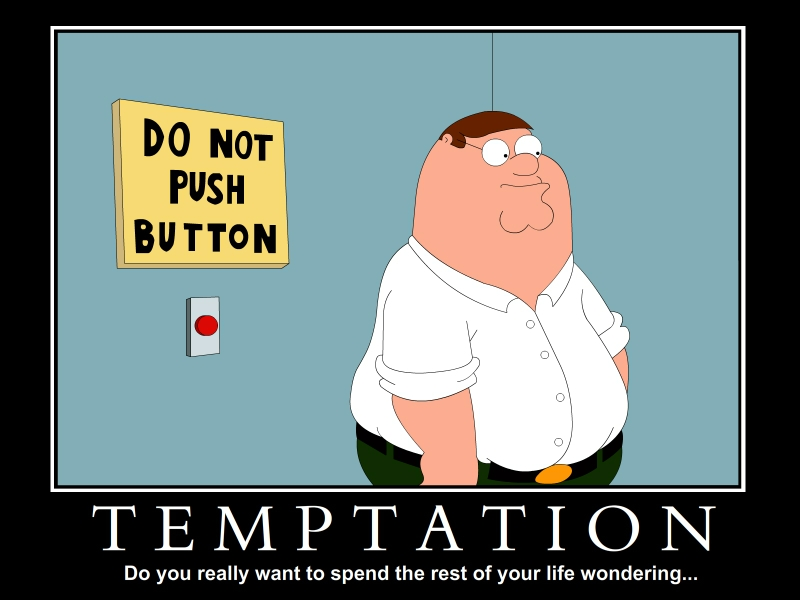 DO NOT
PUSH
BUTTON
TEMPTATION
Do you really want to spend the rest of your life wondering...